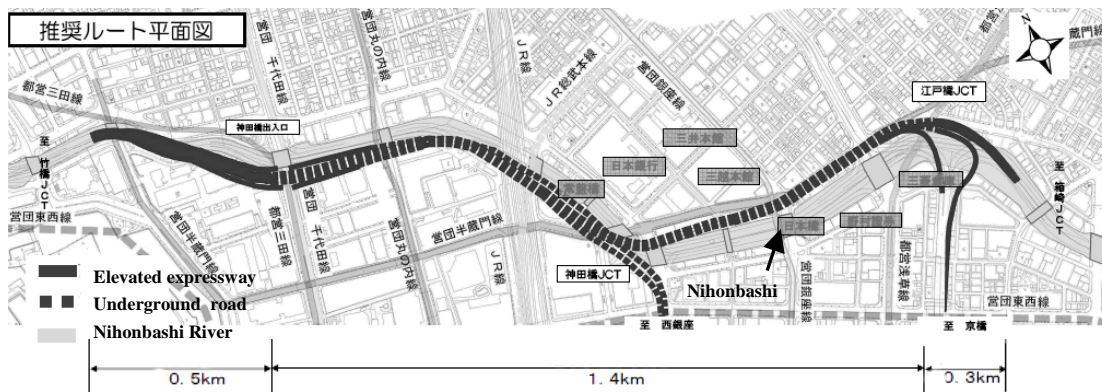 推奨ルート平面図
N
都営三田線
営団 千代田線
営団丸の内線
JR線
JR総武本線
営団銀座線
江戸橋JCT
蔵門線
神田橋出入口
至 竹橋JCT
三井本館
日本銀行
三越本館
常盤橋
日本橋
至 箱崎JCT
営団東西線
営団半蔵門線
都営三田線
営団 千代田線
営団丸の内線
営団半蔵門線
神田橋JCT
Nihonbashi
営団銀座線
都営浅草線
営団東西線
至 西銀座
至 京橋
Elevated expressway
Underground road
Nihonbashi River
0.5km
1.4km
0.3km